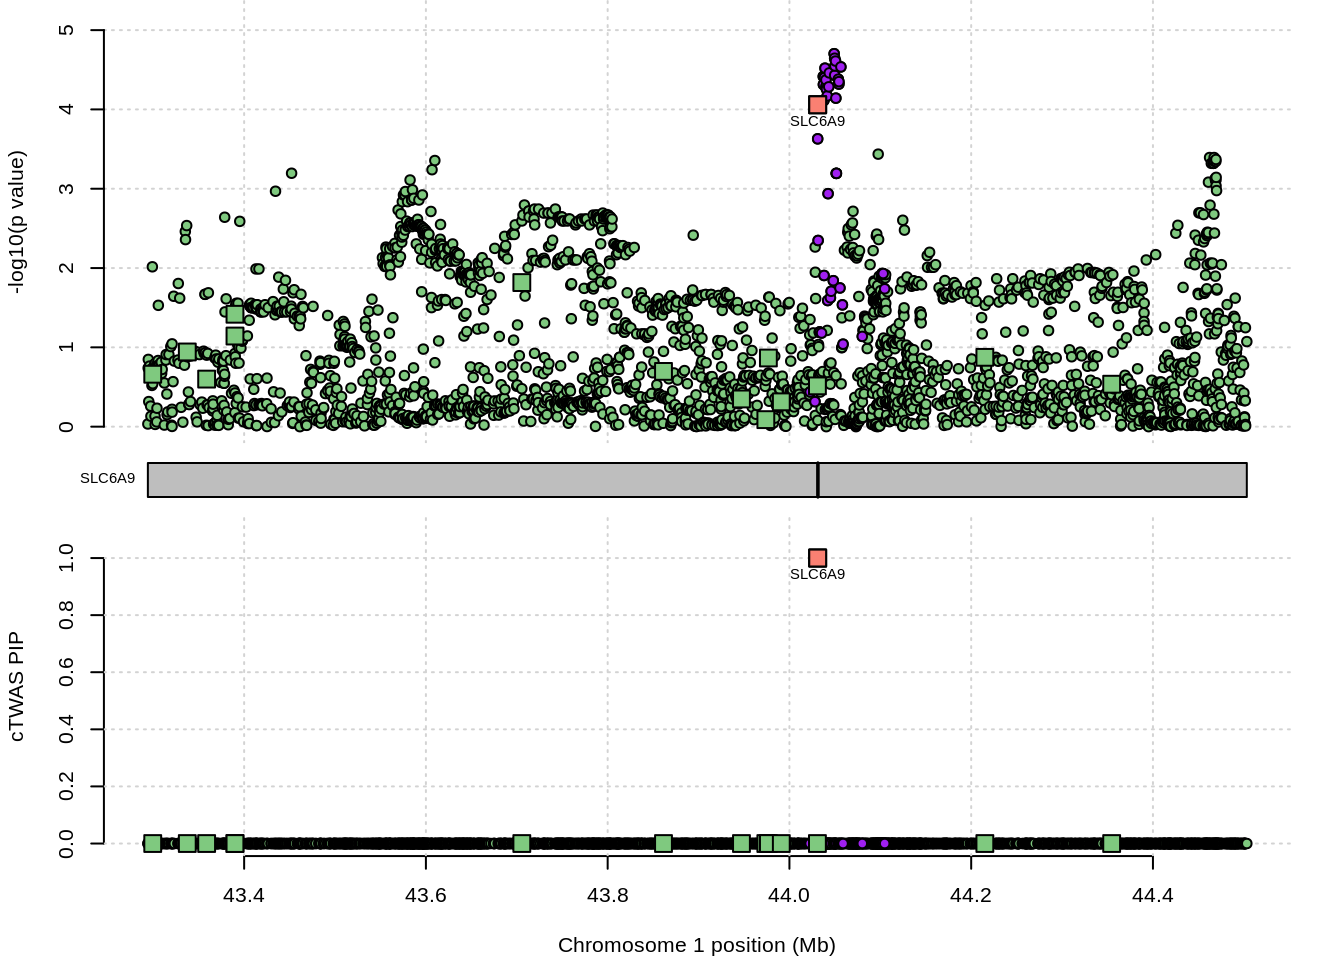 5
4
3
2
1
0
-log10(p value)
SLC6A9
SLC6A9
1.0
0.8
0.6
0.4
0.2
0.0
cTWAS PIP
SLC6A9
43.4 43.6 43.8 44.0 44.2 44.4
Chromosome 1 position (Mb)